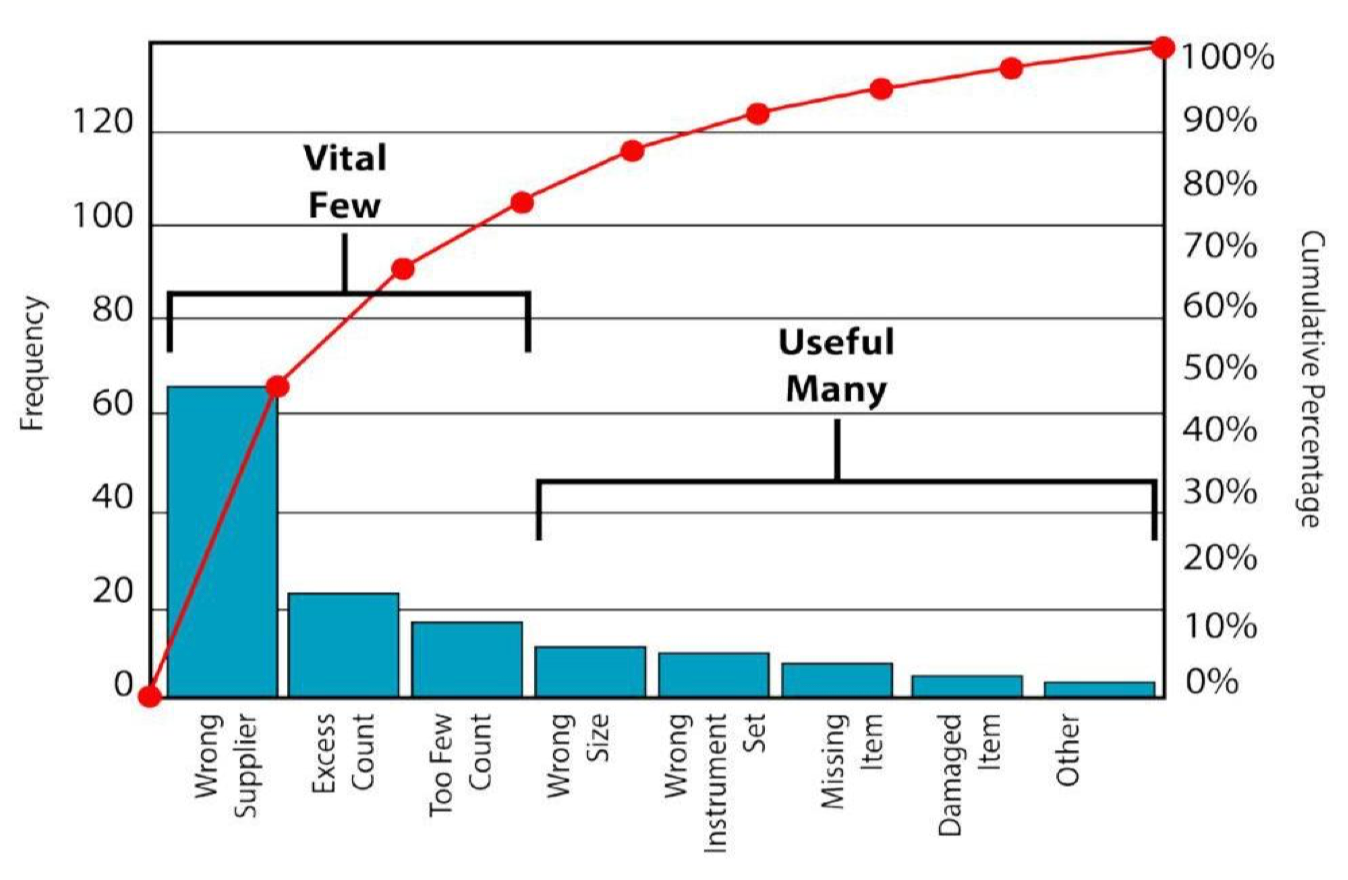 120
100
80
60
40
20
0
Frequency
Vital
Few
Useful
Many
100%
90%
80%
70%
60%
50%
40%
30%
20%
10%
0%
Cumulative Percentage
Wrong
Supplier
Excess
Count
Too Few
Count
Wrong
Size
Wrong
Instrument
Set
Missing
Item
Damaged
Item
Other